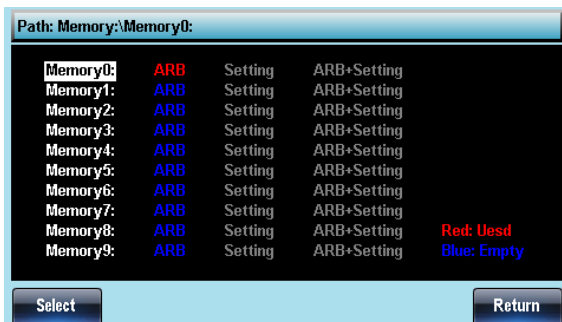 Path: Memory:\Memory0:
Memory0: ARB Setting ARB+Setting
Memory1: ARB Setting ARB+Setting
Memory2: ARB Setting ARB+Setting
Memory3: ARB Setting ARB+Setting
Memory4: ARB Setting ARB+Setting
Memory5: ARB Setting ARB+Setting
Memory6: ARB Setting ARB+Setting
Memory7: ARB Setting ARB+Setting
Memory8: ARB Setting ARB+Setting Red: Uesd
Memory9: ARB Setting ARB+Setting Blue: Empty
Select Return